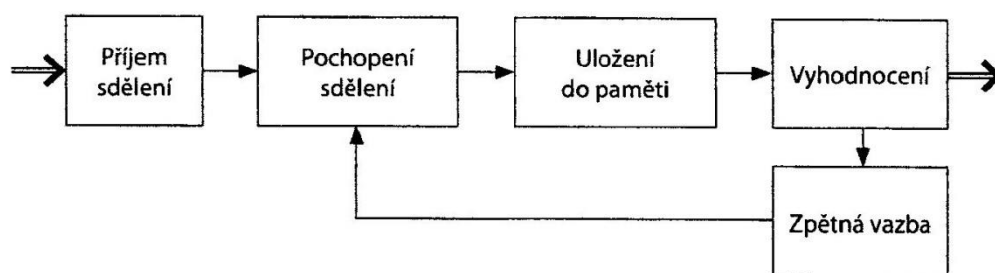 Příjem
sdělení
Pochopení
sdělení
Uložení
do paměti
Vyhodnocení
Zpětná vazba